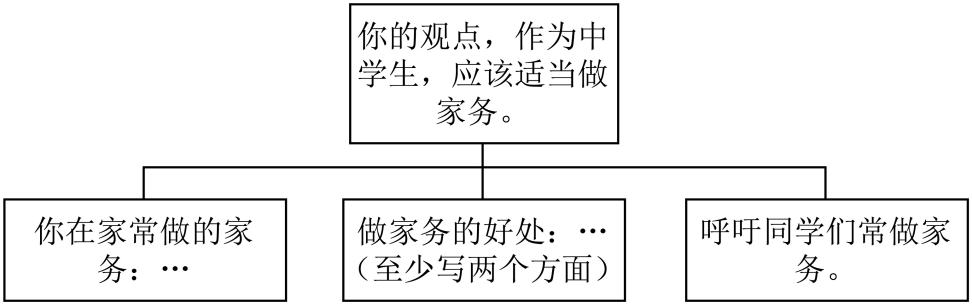 你的观点，作为中
学生，应该适当做
家务。
你在家常做的家
务：…
做家务的好处：…
（至少写两个方面）
呼吁同学们常做家
务。